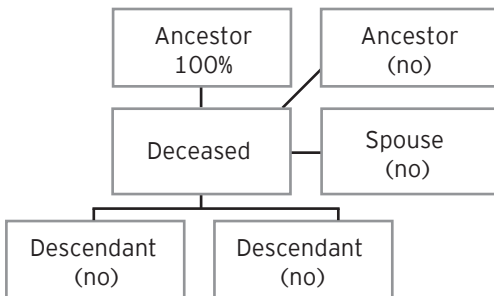 Ancestor
100%
Ancestor
(no)
Deceased
Spouse
(no)
Descendant
(no)
Descendant
(no)